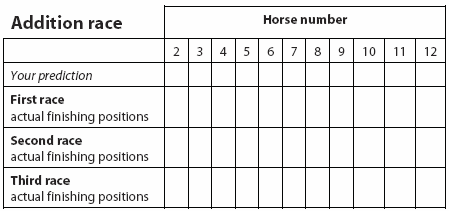 Addition race
Horse number
2 3 4 5 6 7 8 9 10 11 12
Your prediction
First race
actual finishing positions
Second race
actual finishing positions
Third race
actual finishing positions